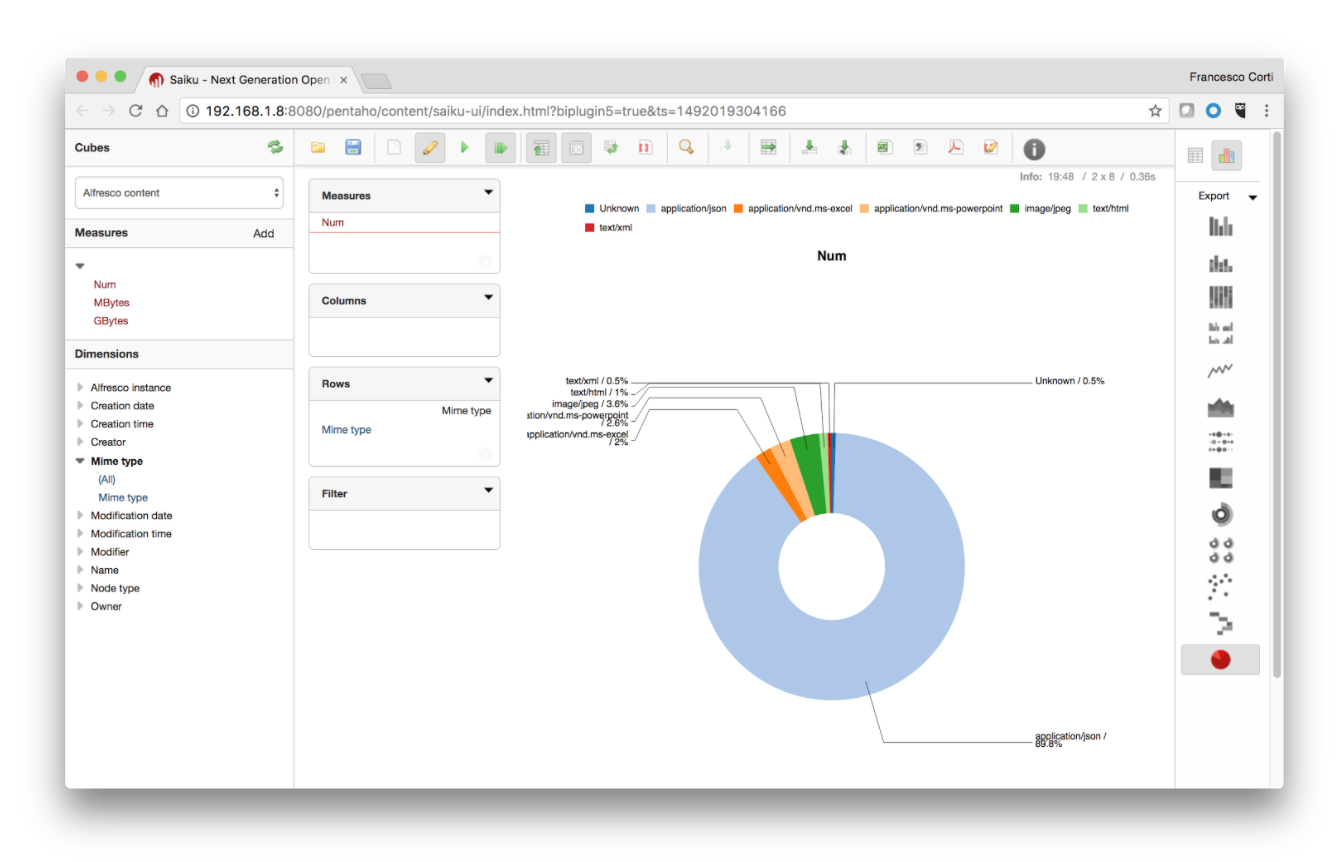 Saiku - Next Generation Open
Francesco Corti
192.168.1.8:8080/pentaho/content/saiku-ui/index.html?biplugin5=true&ts=1492019304166
Cubes
Alfresco content
Measures Add
Num
MBytes
GBytes
Dimensions
Alfresco instance
Creation date
Creation time
Creator
Mime type
(All)
Mime type
Modification date
Modification time
Modifier
Name
Node type
Owner
Measures
Num
Columns
Rows
Mime type
Mime type
Filter
Info: 19:48 / 2 x 8 / 0.36s
Unknown application/json application/vnd.ms-excel application/vnd.ms-powerpoint image/jpeg text/html
text/xml
Num
text/xml / 0.5%
text/html / 1%
image/jpeg / 3.6%
ation/vnd.ms-powerpoint
/ 2.6%
application/vnd.ms-excel
/ 2%
Unknown / 0.5%
application/json /
89.8%
Export